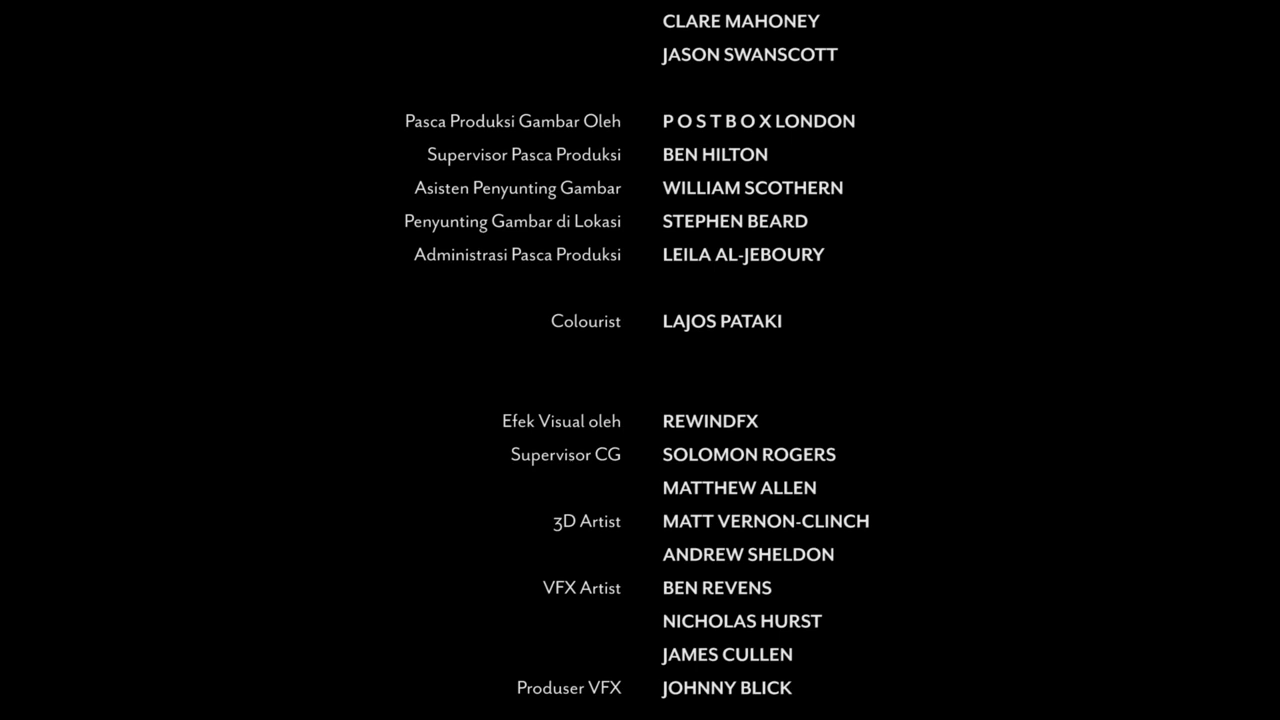 CLARE MAHONEY
JASON SWANSCOTT
Pasca Produksi Gambar Oleh P O S T B O X LONDON
Supervisor Pasca Produksi BEN HILTON
Asisten Penyunting Gambar WILLIAM SCOTHERN
Penyunting Gambar di Lokasi STEPHEN BEARD
Administrasi Pasca Produksi LEILA AL-JEBOURY
Colourist LAJOS PATAKI
Efek Visual oleh REWINDFX
Supervisor CG SOLOMON ROGERS
MATTHEW ALLEN
3D Artist MATT VERNON-CLINCH
ANDREW SHELDON
VFX Artist BEN REVENS
NICHOLAS HURST
JAMES CULLEN
Produser VFX JOHNNY BLICK